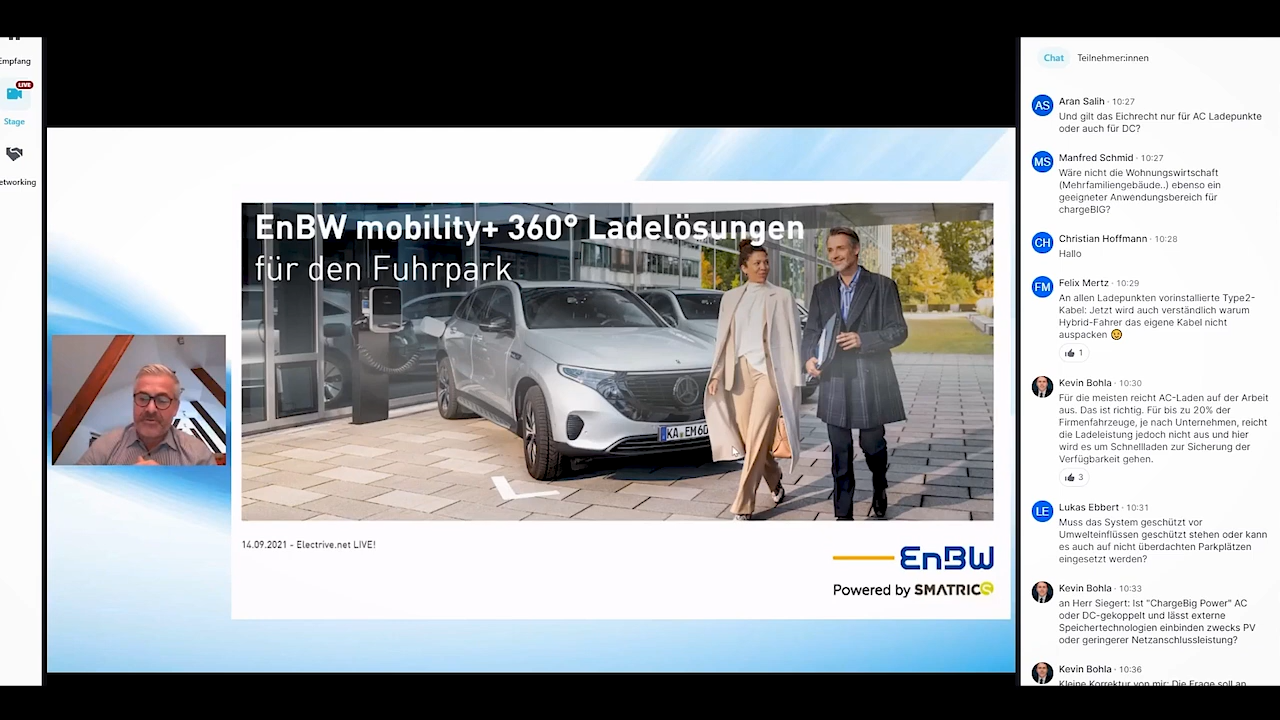 Empfang
LIVE
Stage
etworking
EnBW mobility+ 360° Ladelösungen
für den Fuhrpark
14.09.2021 - Electrive.net LIVE!
EnBW
Powered by SMATRICS
Chat Teilnehmer:innen
AS Aran Salih · 10:27
Und gilt das Eichrecht nur für AC Ladepunkte
oder auch für DC?
MS Manfred Schmid · 10:27
Wäre nicht die Wohnungswirtschaft
(Mehrfamiliengebäude..) ebenso ein
geeigneter Anwendungsbereich für
chargeBIG?
CH Christian Hoffmann · 10:28
Hallo
FM Felix Mertz · 10:29
An allen Ladepunkten vorinstallierte Type2-
Kabel: Jetzt wird auch verständlich warum
Hybrid-Fahrer das eigene Kabel nicht
auspacken 😉
1
Kevin Bohla · 10:30
Für die meisten reicht AC-Laden auf der Arbeit
aus. Das ist richtig. Für bis zu 20% der
Firmenfahrzeuge, je nach Unternehmen, reicht
die Ladeleistung jedoch nicht aus und hier
wird es um Schnellladen zur Sicherung der
Verfügbarkeit gehen.
3
LE Lukas Ebbert · 10:31
Muss das System geschützt vor
Umwelteinflüssen geschützt stehen oder kann
es auch auf nicht überdachten Parkplätzen
eingesetzt werden?
Kevin Bohla · 10:33
an Herr Siegert: Ist "ChargeBig Power" AC
oder DC-gekoppelt und lässt externe
Speichertechnologien einbinden zwecks PV
oder geringerer Netzanschlussleistung?
Kevin Bohla · 10:36
Kleine Korrektur von mir: Die Frage soll an